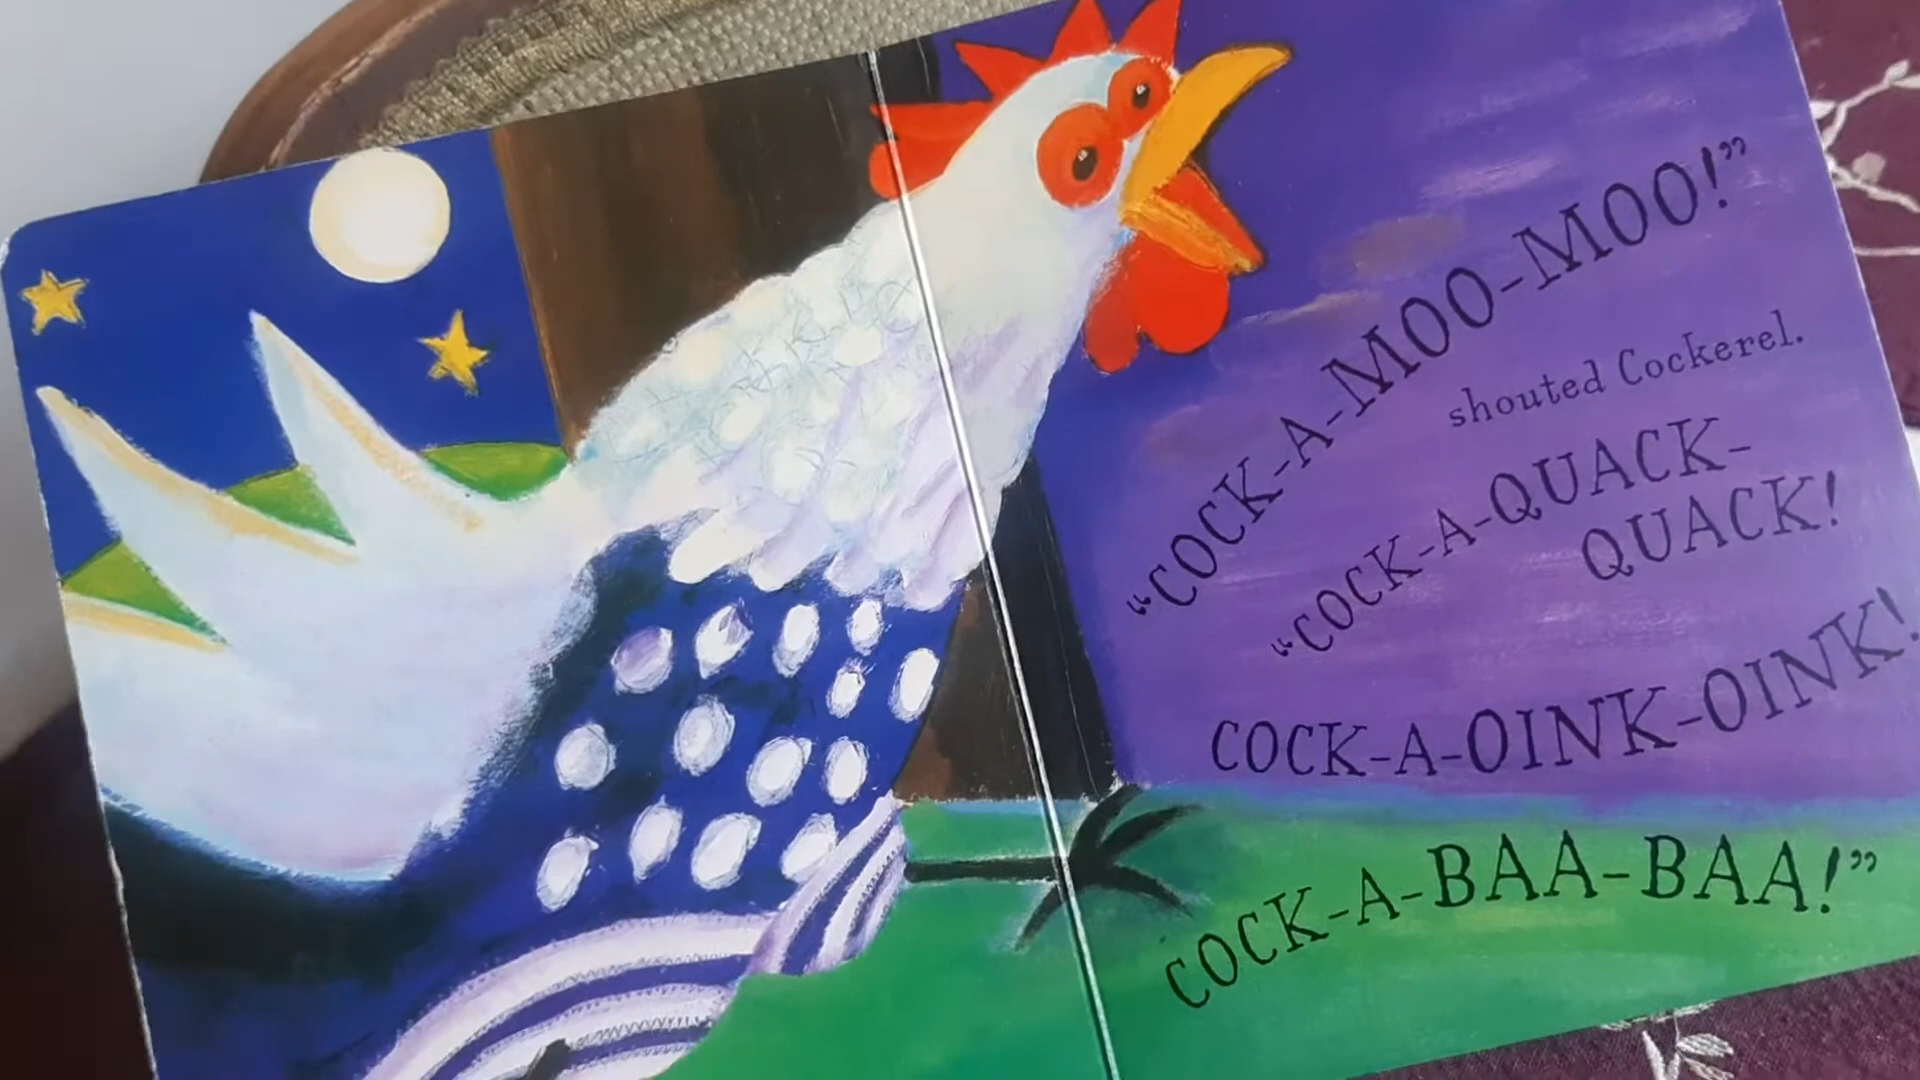 “COCK-A-MOO-MOO!”
shouted Cockerel.
“COCK-A-QUACK-
QUACK!
COCK-A-OINK-OINK!
COCK-A-BAA-BAA!”